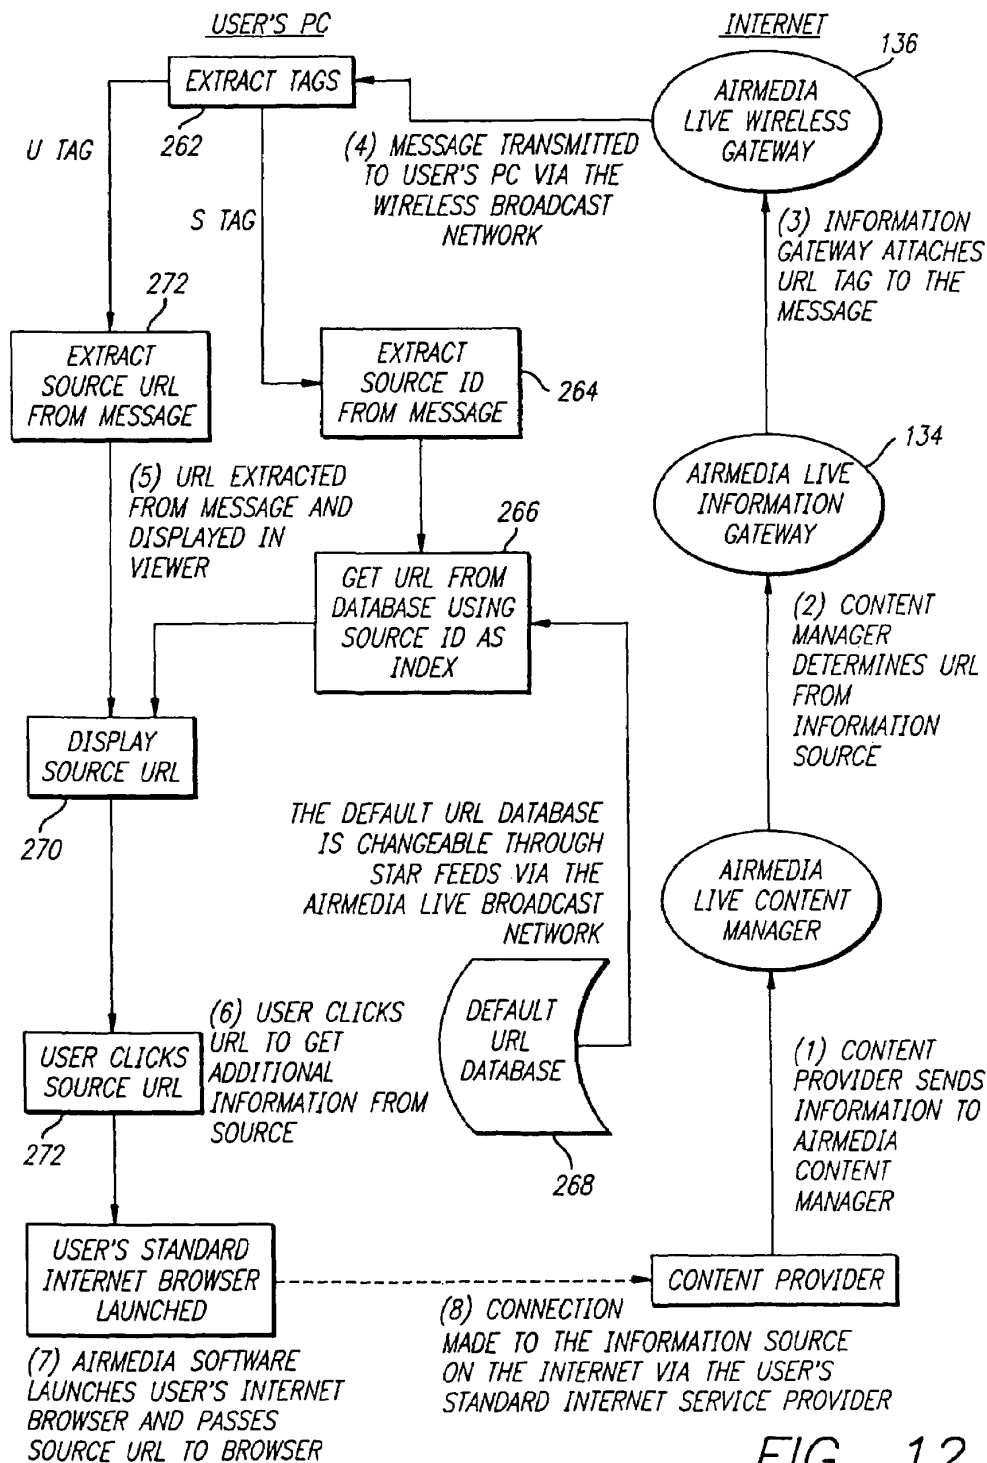 USER'S PC
INTERNET
136
EXTRACT TAGS
262
U TAG
S TAG
AIRMEDIA
LIVE WIRELESS
GATEWAY
(4) MESSAGE TRANSMITTED
TO USER'S PC VIA THE
WIRELESS BROADCAST
NETWORK
(3) INFORMATION
GATEWAY ATTACHES
URL TAG TO THE
MESSAGE
272
EXTRACT
SOURCE URL
FROM MESSAGE
EXTRACT
SOURCE ID
FROM MESSAGE
264
134
AIRMEDIA LIVE
INFORMATION
GATEWAY
(5) URL EXTRACTED
FROM MESSAGE AND
DISPLAYED IN
VIEWER
266
GET URL FROM
DATABASE USING
SOURCE ID AS
INDEX
(2) CONTENT
MANAGER
DETERMINES URL
FROM
INFORMATION
SOURCE
DISPLAY
SOURCE URL
270
THE DEFAULT URL DATABASE
IS CHANGEABLE THROUGH
STAR FEEDS VIA THE
AIRMEDIA LIVE BROADCAST
NETWORK
AIRMEDIA
LIVE CONTENT
MANAGER
DEFAULT
URL
DATABASE
268
(6) USER CLICKS
URL TO GET
ADDITIONAL
INFORMATION FROM
SOURCE
USER CLICKS
SOURCE URL
272
(1) CONTENT
PROVIDER SENDS
INFORMATION TO
AIRMEDIA
CONTENT
MANAGER
USER'S STANDARD
INTERNET BROWSER
LAUNCHED
CONTENT PROVIDER
(8) CONNECTION
MADE TO THE INFORMATION SOURCE
ON THE INTERNET VIA THE USER'S
STANDARD INTERNET SERVICE PROVIDER
(7) AIRMEDIA SOFTWARE
LAUNCHES USER'S INTERNET
BROWSER AND PASSES
SOURCE URL TO BROWSER
FIG. 12